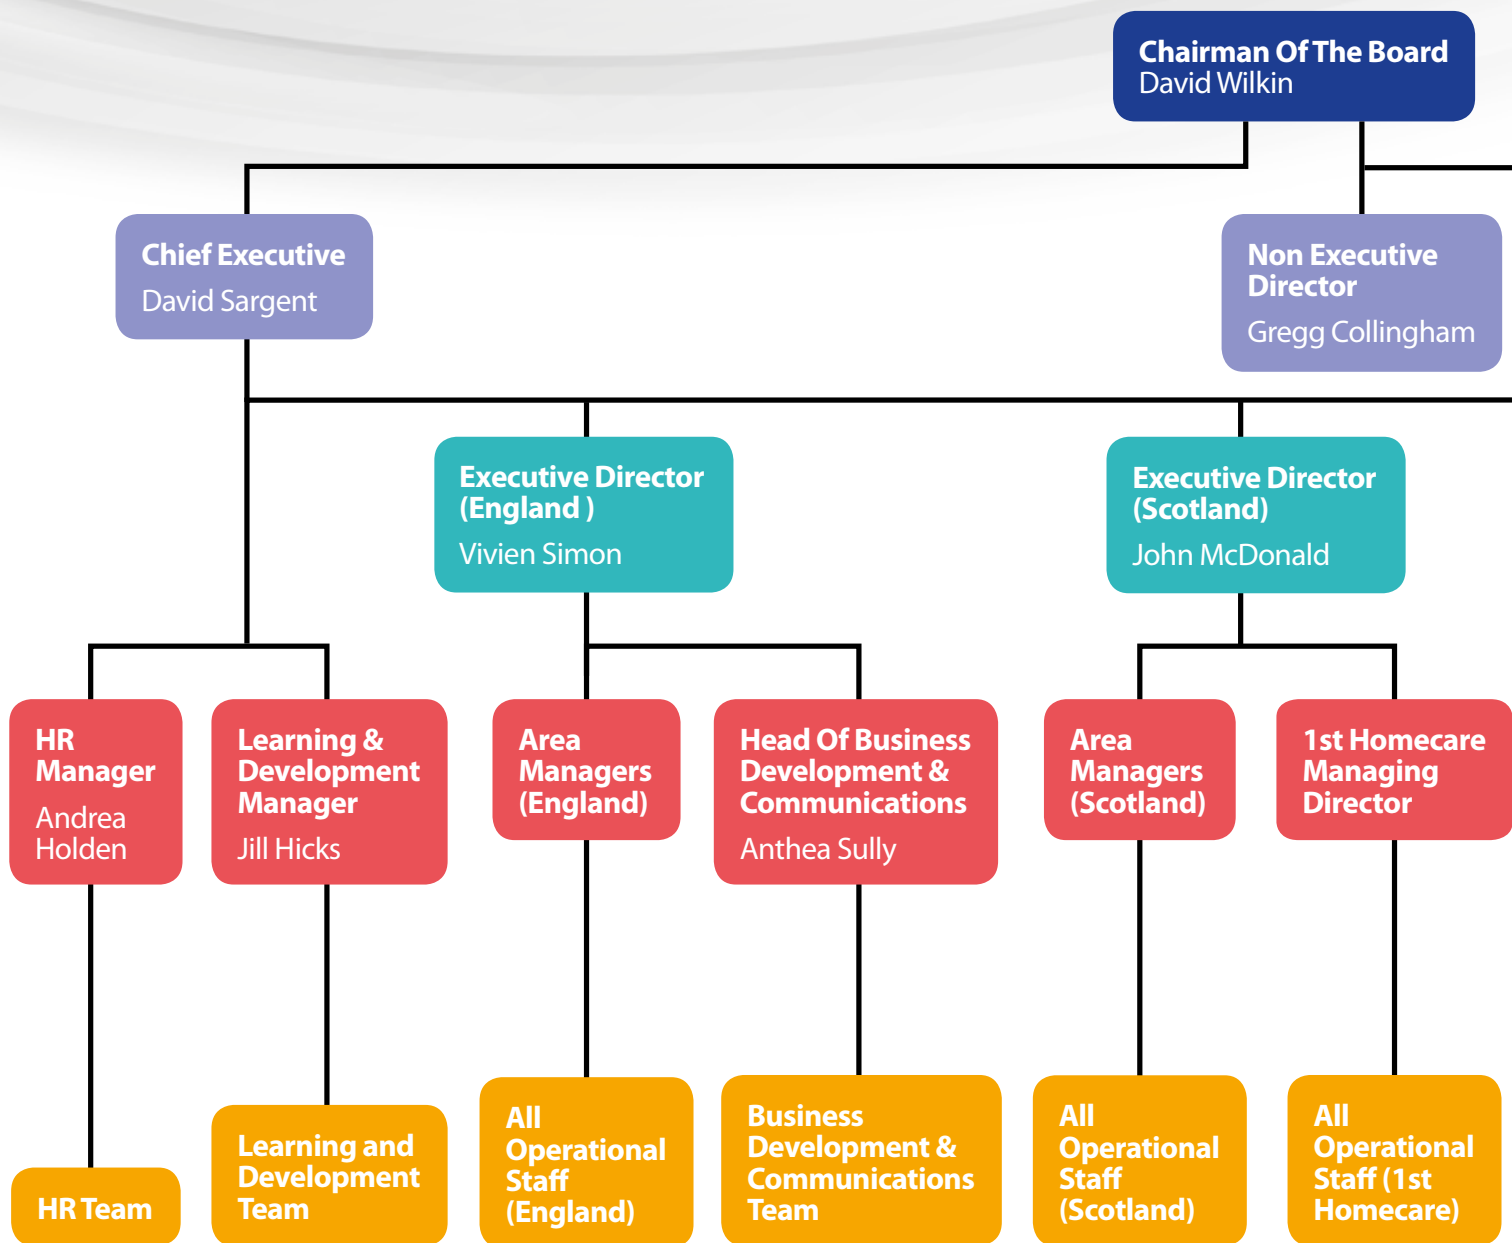 Chairman Of The Board
David Wilkin
Chief Executive
David Sargent
Non Executive
Director
Gregg Collingham
Executive Director
(England )
Vivien Simon
Executive Director
(Scotland)
John McDonald
HR
Manager
Andrea
Holden
Learning &
Development
Manager
Jill Hicks
Area
Managers
(England)
Head Of Business
Development &
Communications
Anthea Sully
Area
Managers
(Scotland)
1st Homecare
Managing
Director
HR Team
Learning and
Development
Team
All
Operational
Staff
(England)
Business
Development &
Communications
Team
All
Operational
Staff
(Scotland)
All
Operational
Staff (1st
Homecare)